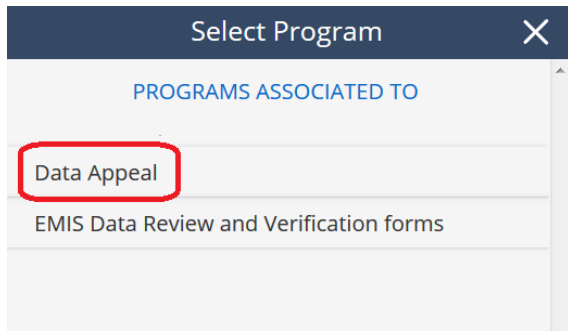 Select Program
PROGRAMS ASSOCIATED TO
Data Appeal
EMIS Data Review and Verification forms